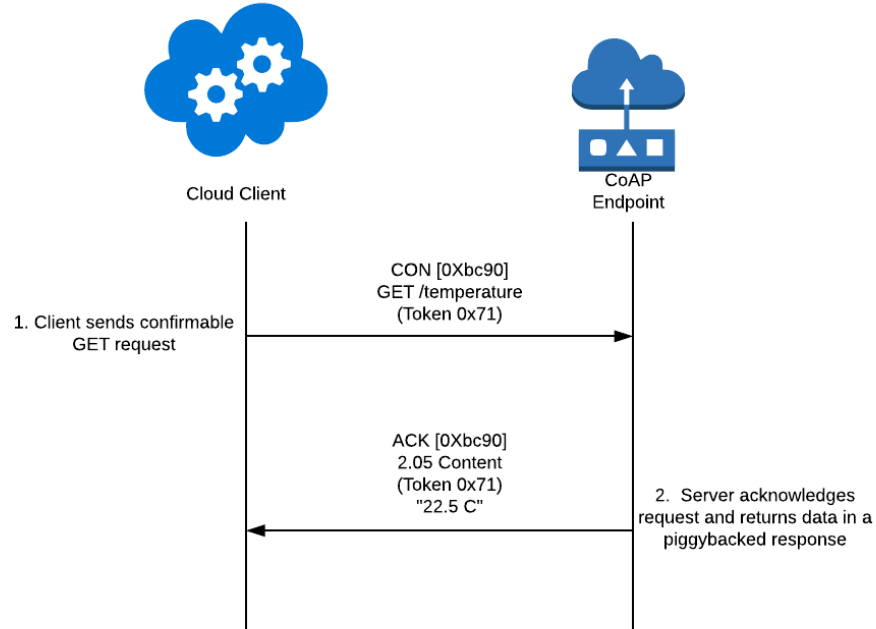 Cloud Client
CoAP
Endpoint
CON [0Xbc90]
GET /temperature
(Token 0x71)
1. Client sends confirmable
GET request
ACK [0Xbc90]
2.05 Content
(Token 0x71)
"22.5 C"
2.  Server acknowledges
request and returns data in a
piggybacked response